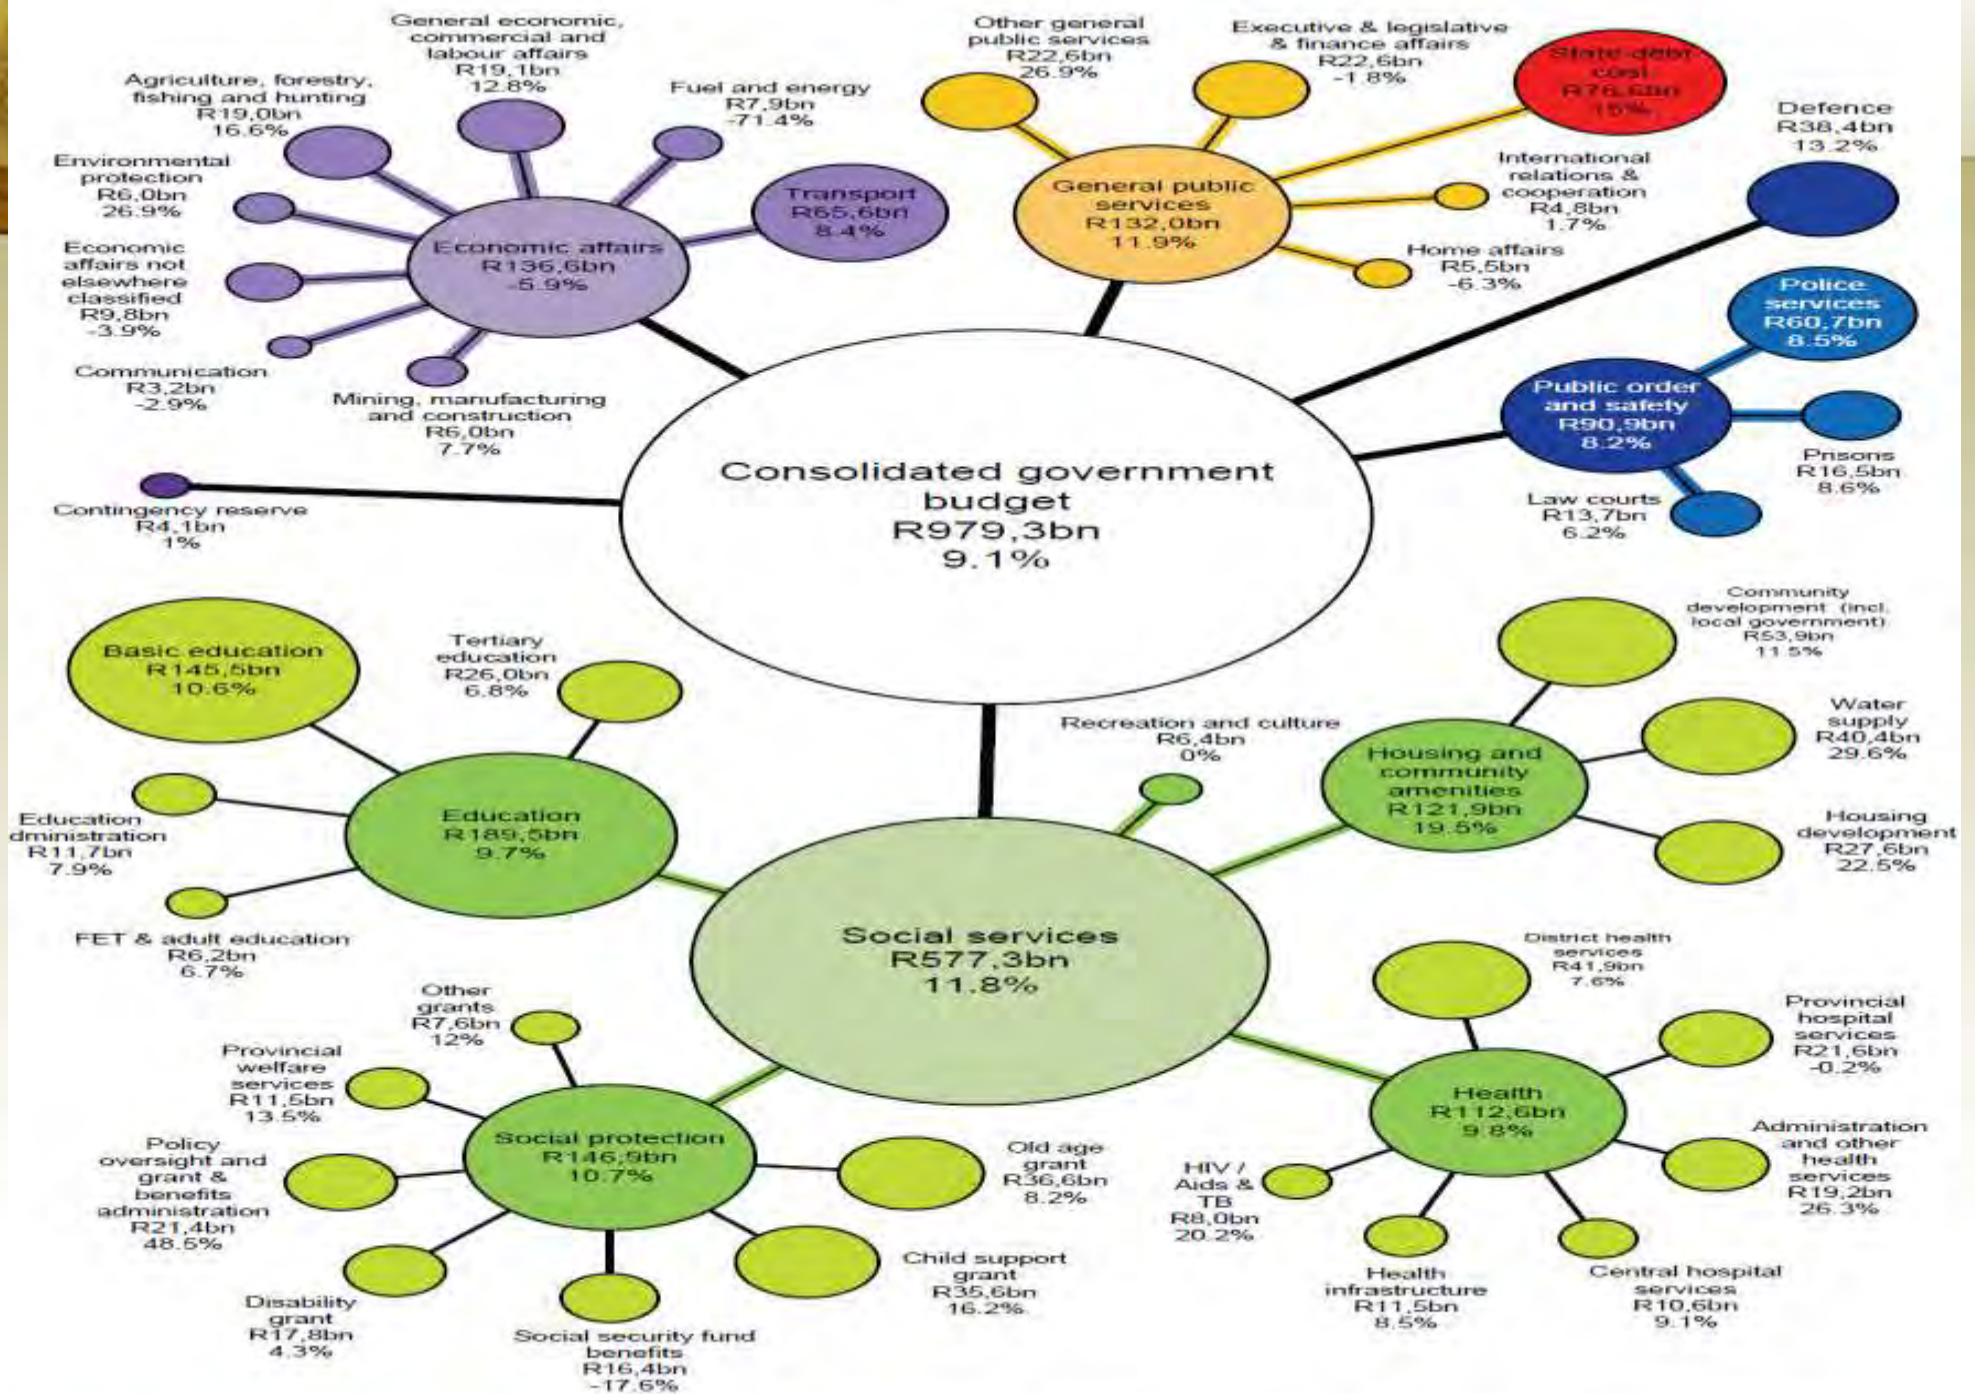 General economic,
commercial and
labour affairs
R19,1bn
12.8%
Agriculture, forestry,
fishing and hunting
R19,0bn
16.6%
Fuel and energy
R7,9bn
-71.4%
Environmental
protection
R6,0bn
26.9%
Transport
R65,6bn
8.4%
Economic
affairs not
elsewhere
classified
R9,8bn
-3.9%
Economic affairs
R136,6bn
-5.9%
Communication
R3,2bn
-2.9%
Mining, manufacturing
and construction
R6,0bn
7.7%
Other general
public services
R22,6bn
26.9%
Executive & legislative
& finance affairs
R22,6bn
-1.8%
State debt
cost
R76,6bn
15%
General public
services
R132,0bn
11.9%
International
relations &
cooperation
R4,8bn
1.7%
Home affairs
R5,5bn
-6.3%
Defence
R38,4bn
13.2%
Police
services
R60,7bn
8.5%
Public order
and safety
R90,9bn
8.2%
Prisons
R16,5bn
8.6%
Law courts
R13,7bn
6.2%
Contingency reserve
R4,1bn
1%
Consolidated government
budget
R979,3bn
9.1%
Basic education
R145,5bn
10.6%
Tertiary
education
R26,0bn
6.8%
Education
R189,5bn
9.7%
Education
dministration
R11,7bn
7.9%
FET & adult education
R6,2bn
6.7%
Recreation and culture
R6,4bn
0%
Community
development (incl.
local government)
R53,9bn
11.5%
Water
supply
R40,4bn
29.6%
Housing and
community
amenities
R121,9bn
19.5%
Housing
development
R27,6bn
22.5%
Social services
R577,3bn
11.8%
Other
grants
R7,6bn
12%
Provincial
welfare
services
R11,5bn
13.5%
Policy
oversight and
grant &
benefits
administration
R21,4bn
48.5%
Social protection
R146,9bn
10.7%
Old age
grant
R36,6bn
8.2%
Disability
grant
R17,8bn
4.3%
Social security fund
benefits
R16,4bn
-17.6%
Child support
grant
R35,6bn
16.2%
District health
services
R41,9bn
7.6%
Provincial
hospital
services
R21,6bn
-0.2%
Health
R112,6bn
9.8%
Administration
and other
health
services
R19,2bn
26.3%
HIV /
Aids &
TB
R8,0bn
20.2%
Health
infrastructure
R11,5bn
8.5%
Central hospital
services
R10,6bn
9.1%